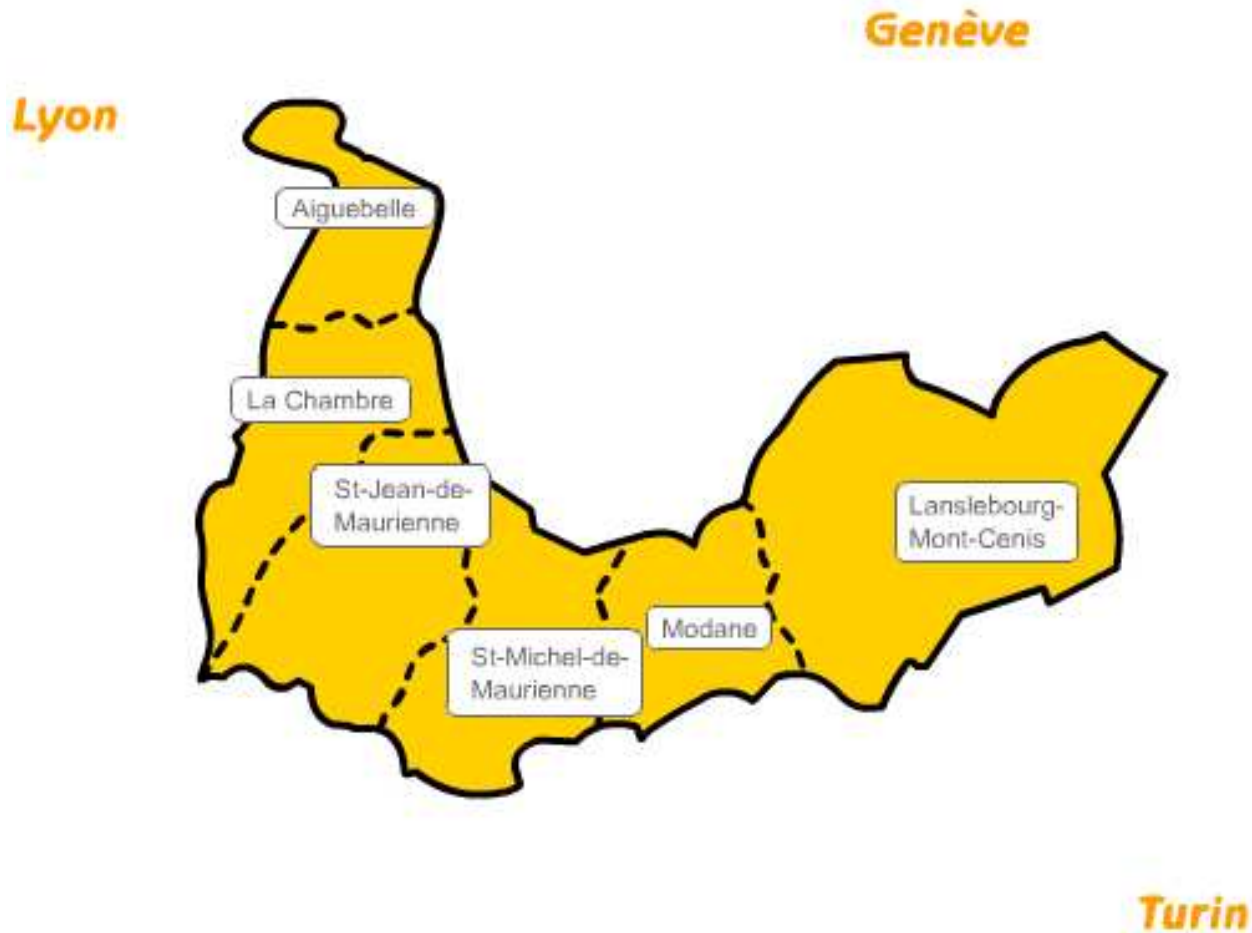 Genève
Lyon
Aiguebelle
La Chambre
St-Jean-de-
Maurienne
Lanslebourg-
Mont-Cenis
Modane
St-Michel-de-
Maurienne
Turin